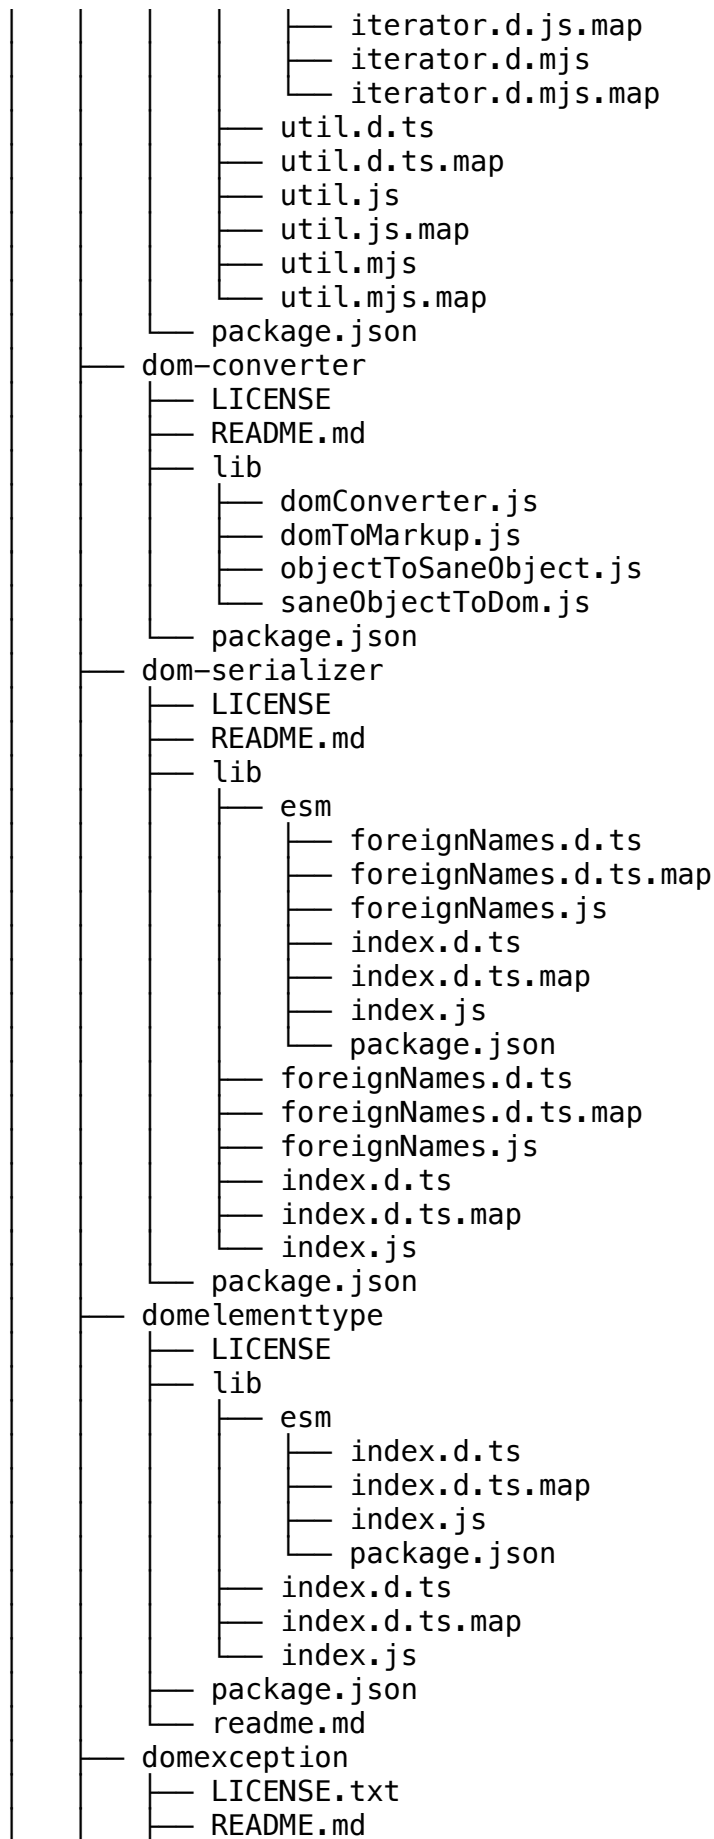 │   │   │   │   ├── iterator.d.js.map
│   │   │   │   ├── iterator.d.mjs
│   │   │   │   └── iterator.d.mjs.map
│   │   │   ├── util.d.ts
│   │   │   ├── util.d.ts.map
│   │   │   ├── util.js
│   │   │   ├── util.js.map
│   │   │   ├── util.mjs
│   │   │   └── util.mjs.map
│   │   └── package.json
│   ├── dom-converter
│   │   ├── LICENSE
│   │   ├── README.md
│   │   ├── lib
│   │   │   ├── domConverter.js
│   │   │   ├── domToMarkup.js
│   │   │   ├── objectToSaneObject.js
│   │   │   └── saneObjectToDom.js
│   │   └── package.json
│   ├── dom-serializer
│   │   ├── LICENSE
│   │   ├── README.md
│   │   ├── lib
│   │   │   ├── esm
│   │   │   │   ├── foreignNames.d.ts
│   │   │   │   ├── foreignNames.d.ts.map
│   │   │   │   ├── foreignNames.js
│   │   │   │   ├── index.d.ts
│   │   │   │   ├── index.d.ts.map
│   │   │   │   ├── index.js
│   │   │   │   └── package.json
│   │   │   ├── foreignNames.d.ts
│   │   │   ├── foreignNames.d.ts.map
│   │   │   ├── foreignNames.js
│   │   │   ├── index.d.ts
│   │   │   ├── index.d.ts.map
│   │   │   └── index.js
│   │   └── package.json
│   ├── domelementtype
│   │   ├── LICENSE
│   │   ├── lib
│   │   │   ├── esm
│   │   │   │   ├── index.d.ts
│   │   │   │   ├── index.d.ts.map
│   │   │   │   ├── index.js
│   │   │   │   └── package.json
│   │   │   ├── index.d.ts
│   │   │   ├── index.d.ts.map
│   │   │   └── index.js
│   │   ├── package.json
│   │   └── readme.md
│   ├── domexception
│   │   ├── LICENSE.txt
│   │   ├── README.md